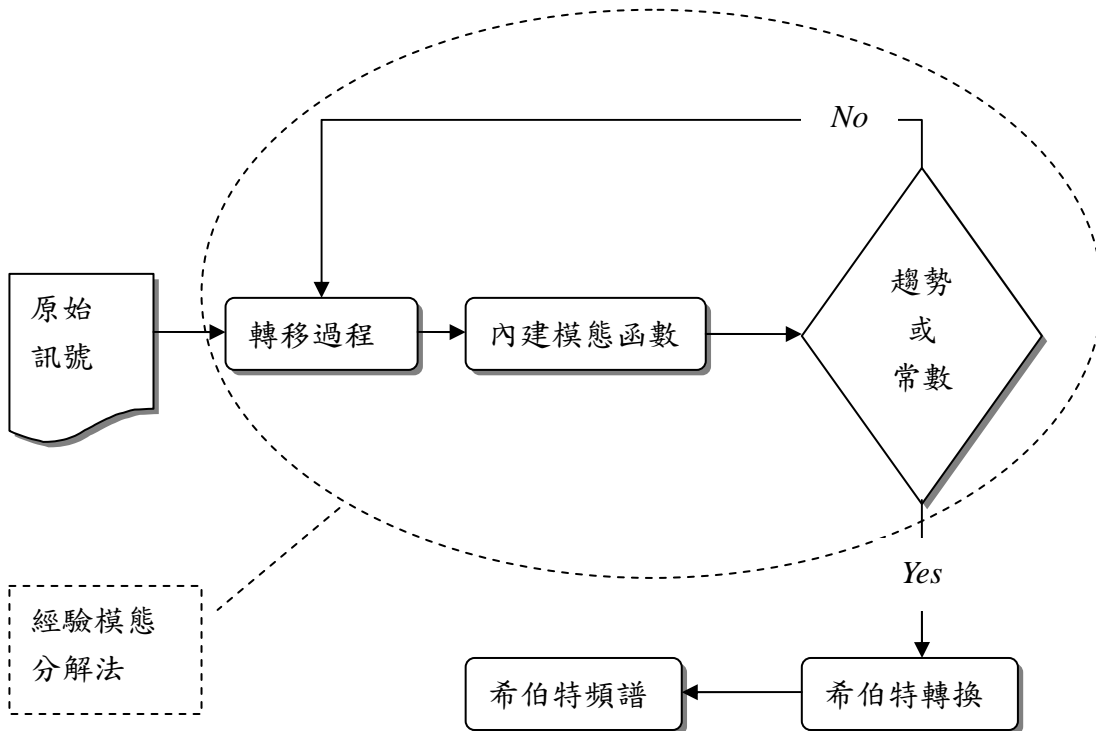 No
原始
訊號
轉移過程
內建模態函數
趨勢
或
常數
Yes
經驗模態
分解法
希伯特頻譜
希伯特轉換